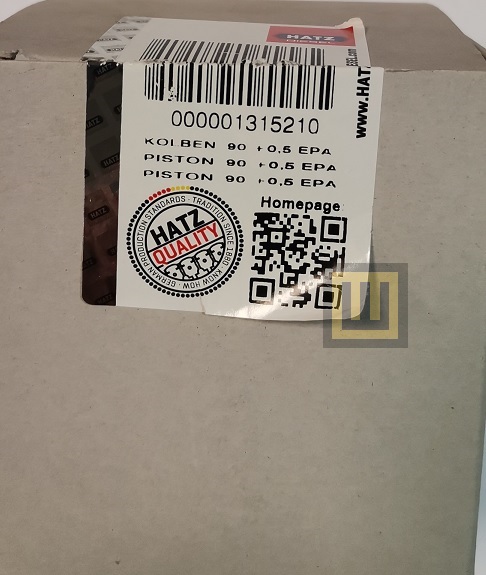 HATZ
DIESEL
www.HATZ
000001315210
KOLBEN 90 +0,5 EPA
PISTON 90 +0,5 EPA
PISTON 90 +0,5 EPA
Homepage
GERMAN PRODUCTION STANDARDS · TRADITION SINCE 1880 · KNOW HOW ·
HATZ
QUALITY